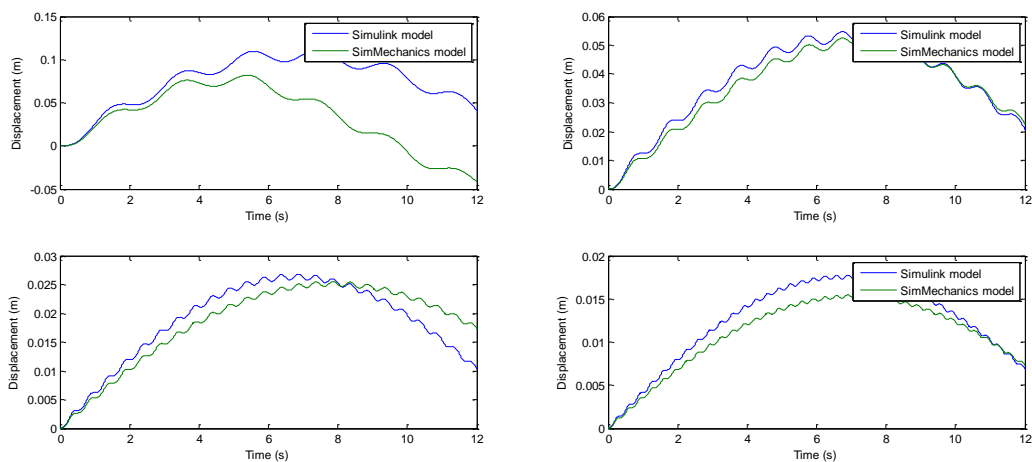 0.15
0.1
0.05
0
-0.05
Displacement (m)
0 2 4 6 8 10 12
Time (s)
Simulink model
SimMechanics model
0.06
0.05
0.04
0.03
0.02
0.01
0
Displacement (m)
0 2 4 6 8 10 12
Time (s)
Simulink model
SimMechanics model
0.03
0.025
0.02
0.015
0.01
0.005
0
Displacement (m)
0 2 4 6 8 10 12
Time (s)
0.02
0.015
0.01
0.005
0
Displacement (m)
0 2 4 6 8 10 12
Time (s)
Simulink model
SimMechanics model